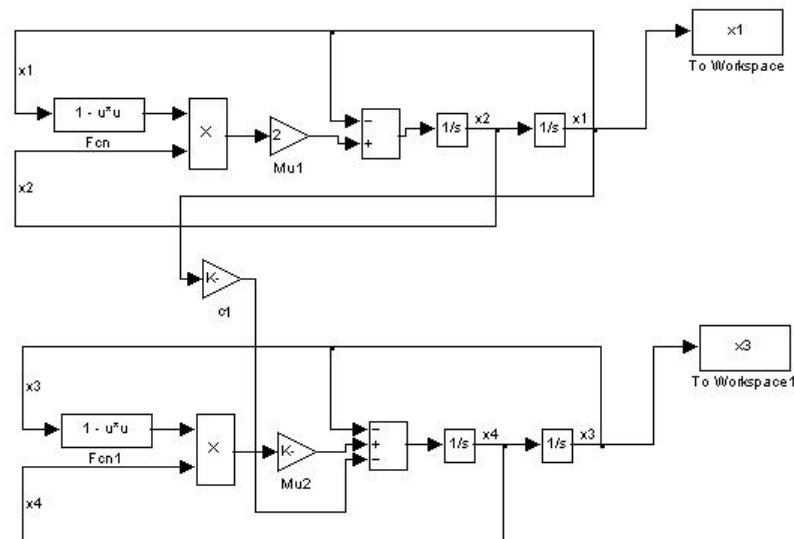 x1
To Workspace
x1
1 - u*u
Fcn
×
2
Mu1
−
+
1/s
x2
1/s
x1
x2
K-
c1
x3
To Workspace1
x3
1 - u*u
Fcn1
×
K-
Mu2
−
+
−
1/s
x4
1/s
x3
x4